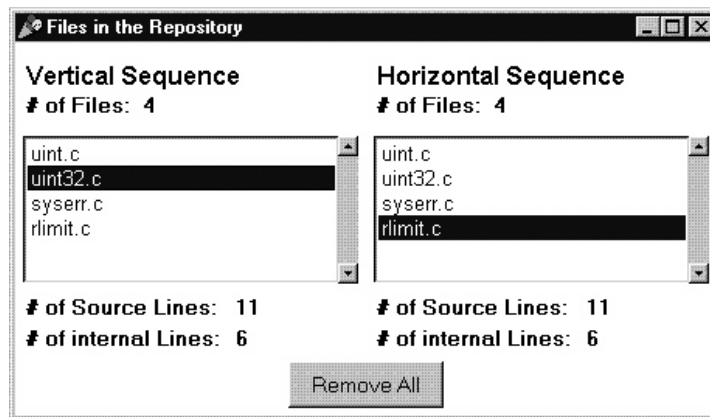 Files in the Repository
Vertical Sequence
# of Files: 4
uint.c
uint32.c
syserr.c
rlimit.c
# of Source Lines: 11
# of internal Lines: 6
Horizontal Sequence
# of Files: 4
uint.c
uint32.c
syserr.c
rlimit.c
# of Source Lines: 11
# of internal Lines: 6
Remove All